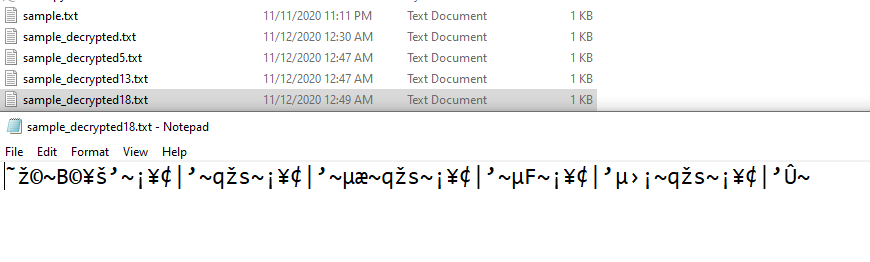 sample.txt 11/11/2020 11:11 PM Text Document 1 KB
sample_decrypted.txt 11/12/2020 12:30 AM Text Document 1 KB
sample_decrypted5.txt 11/12/2020 12:47 AM Text Document 1 KB
sample_decrypted13.txt 11/12/2020 12:47 AM Text Document 1 KB
sample_decrypted18.txt 11/12/2020 12:49 AM Text Document 1 KB
sample_decrypted18.txt - Notepad
File Edit Format View Help
˜ž©~B©¥š’~¡¥¢|’~qžs~¡¥¢|’~µæ~qžs~¡¥¢|’~µF~¡¥¢|’µ›¡~qžs~¡¥¢|’Û~